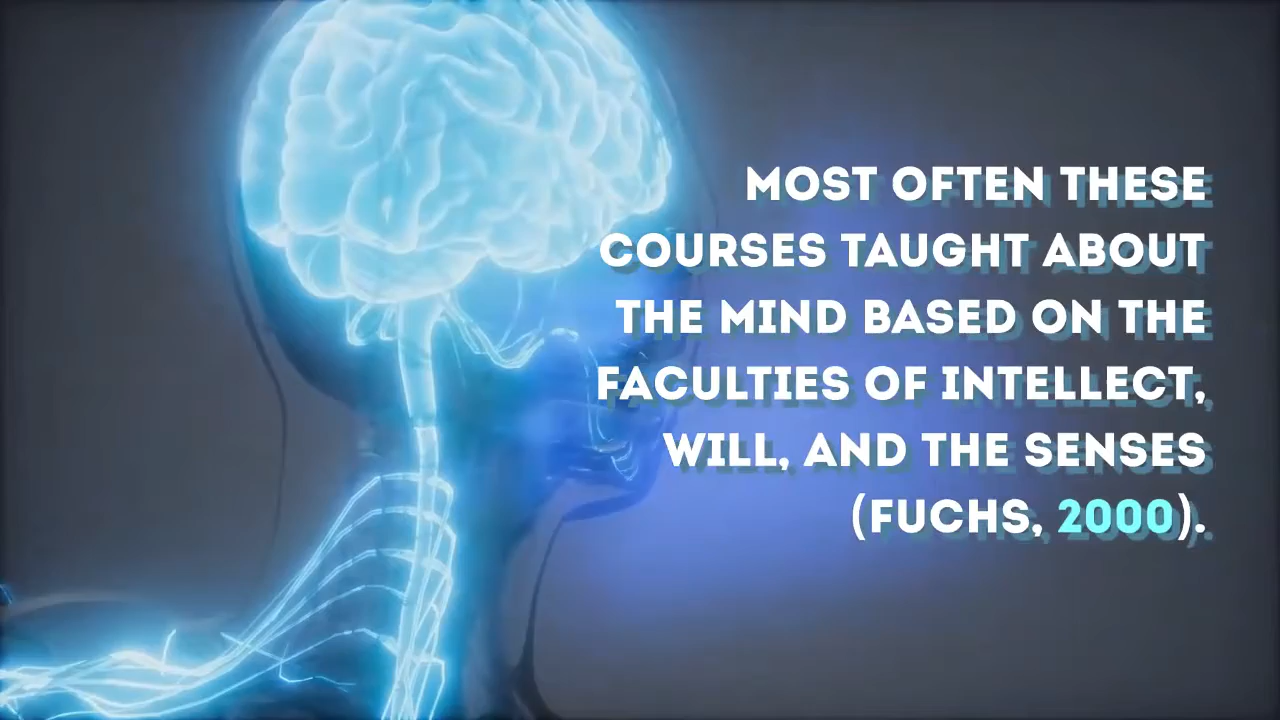 MOST OFTEN THESE
COURSES TAUGHT ABOUT
THE MIND BASED ON THE
FACULTIES OF INTELLECT,
WILL, AND THE SENSES
(FUCHS, 2000).